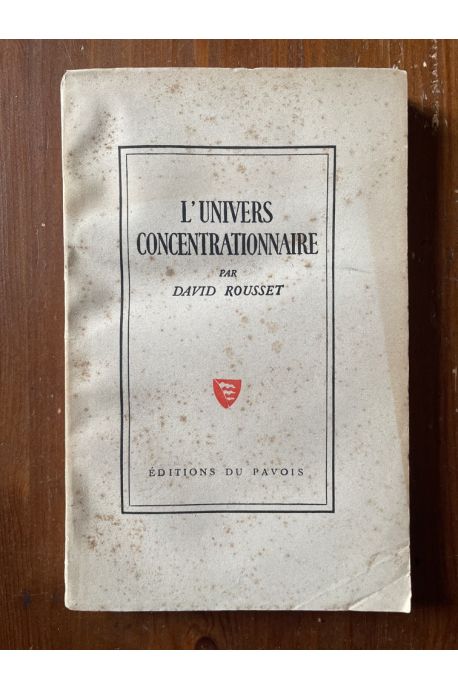 L'UNIVERS
CONCENTRATIONNAIRE
PAR
DAVID ROUSSET
ÉDITIONS DU PAVOIS